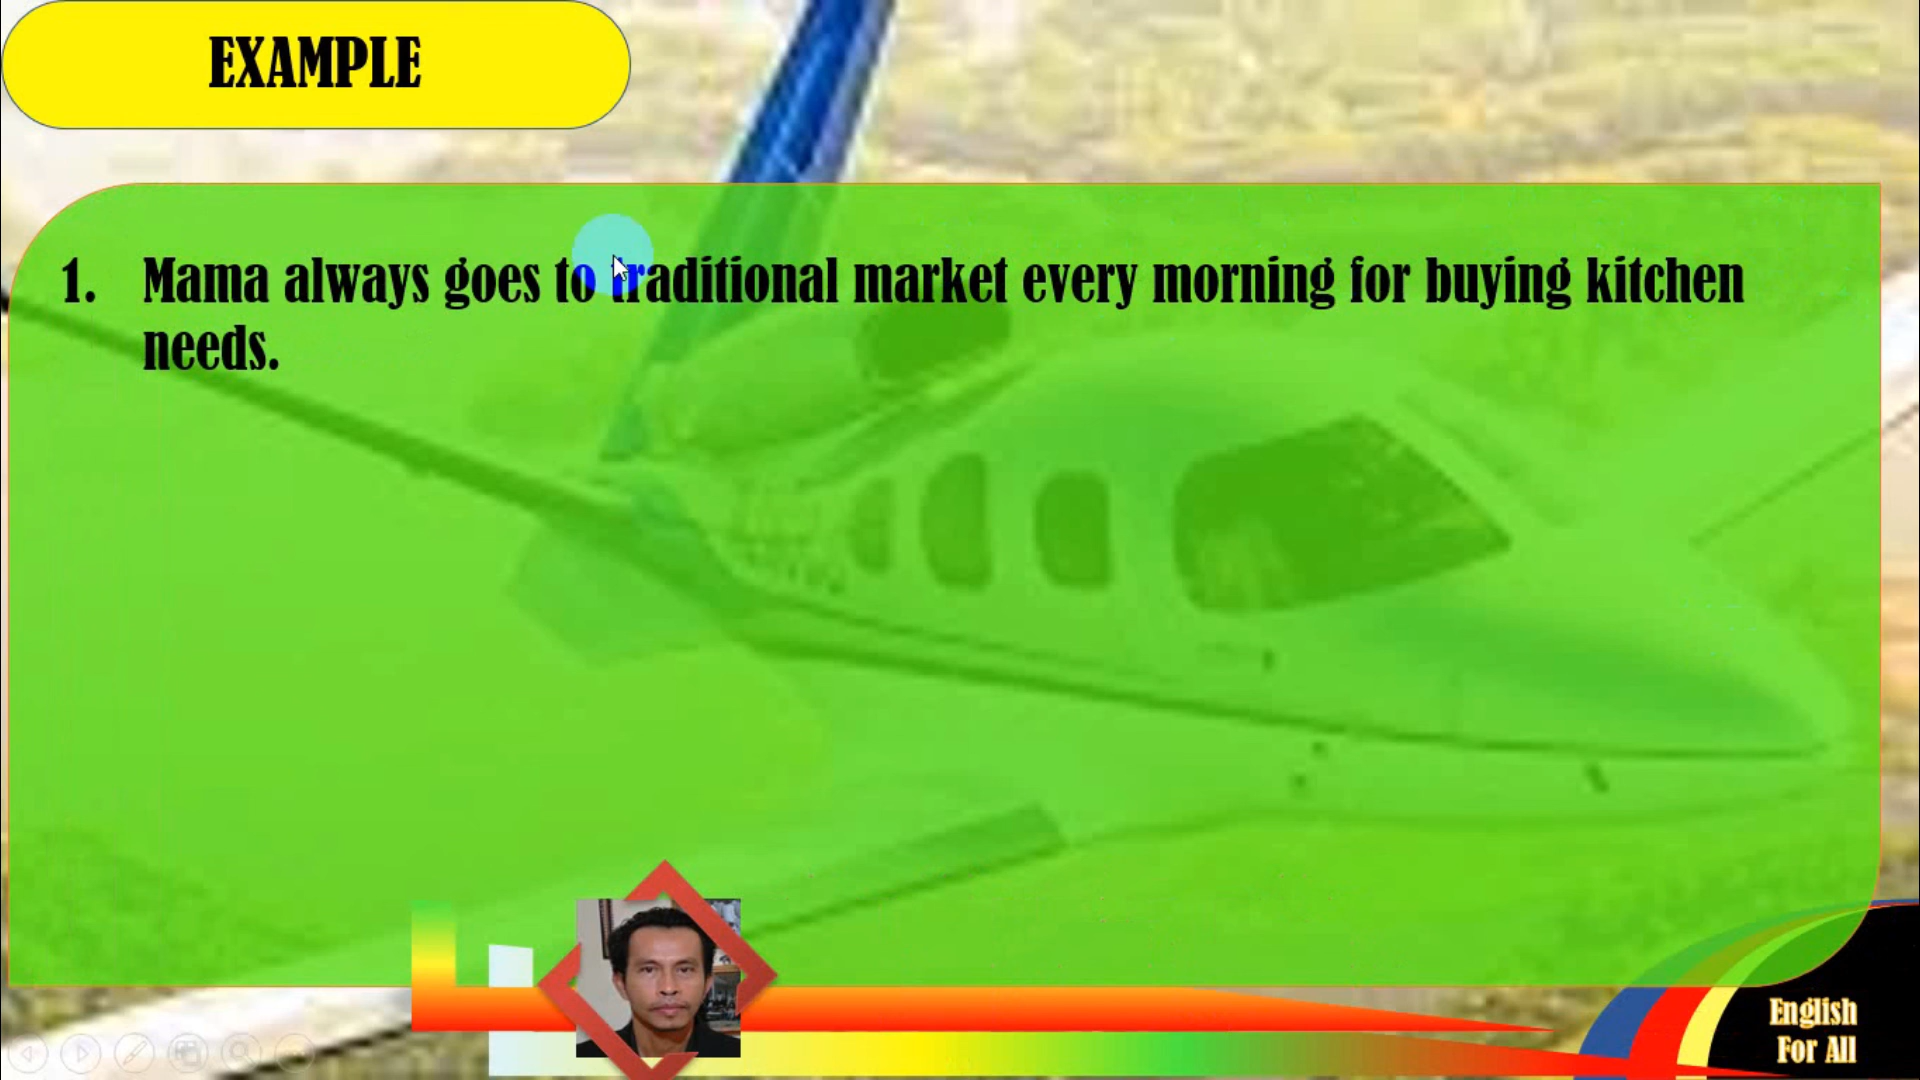 EXAMPLE
1. Mama always goes to traditional market every morning for buying kitchen
needs.
English
For All